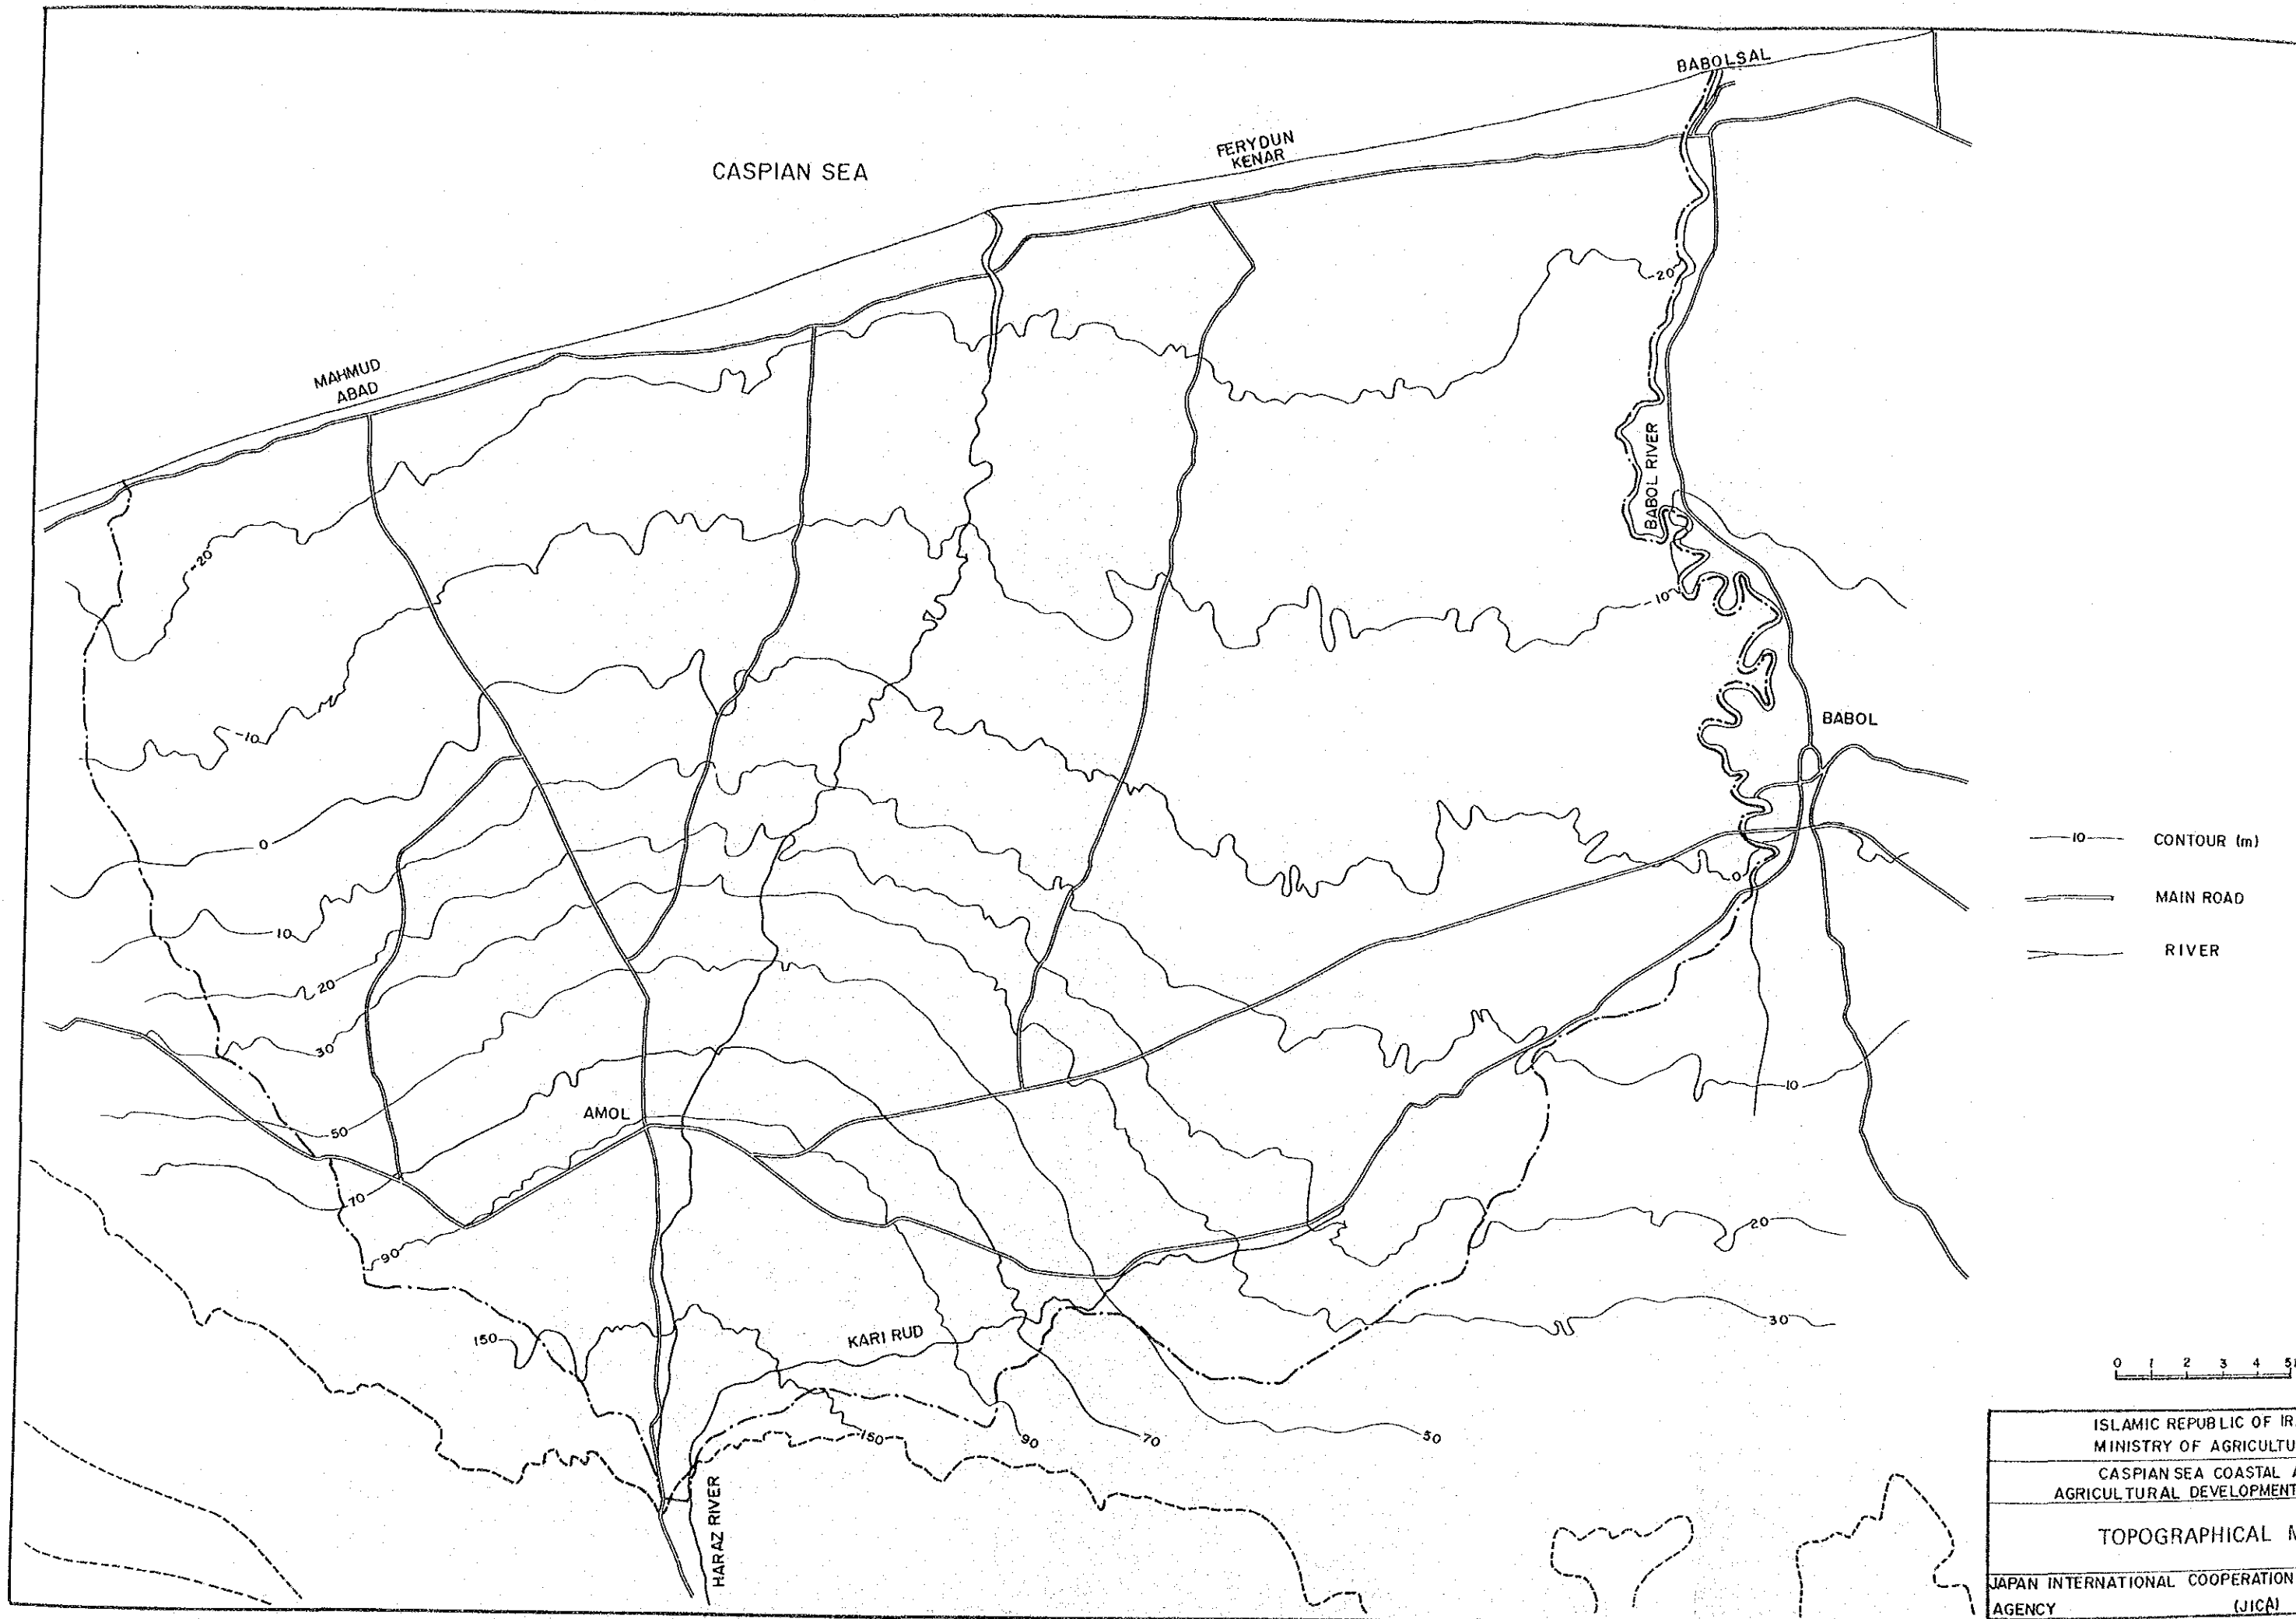 BABOLSAL
FERYDUN
KENAR
CASPIAN SEA
-20
MAHMUD
ABAD
BABOL RIVER
-20
-10
-10
BABOL
0
CONTOUR (m)
10
0
MAIN ROAD
10
RIVER
20
30
10
AMOL
50
70
20
90
30
150
KARI RUD
50
70
90
150
HARAZ RIVER
0 1 2 3 4
ISLAMIC REPUBLIC OF
MINISTRY OF
CASPIAN SEA COASTAL
AGRICULTURAL DEVELOPMENT
TOPOGRAPHICAL
JAPAN INTERNATIONAL COOPERATION
AGENCY (JICA)